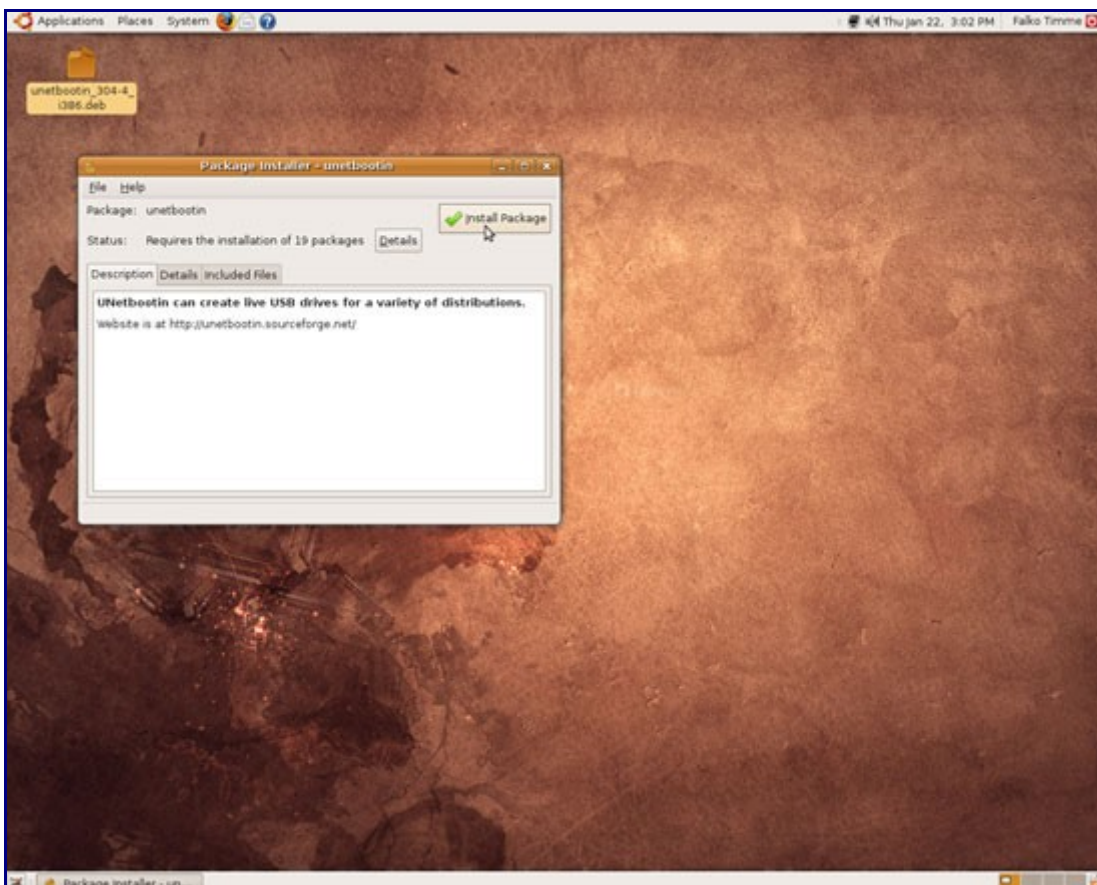 Applications Places System
Thu Jan 22, 3:02 PM Falko Timme
unetbootin_304-4_
i386.deb
Package Installer - unetbootin
File Help
Package: unetbootin
Install Package
Status: Requires the installation of 19 packages Details
Description Details Included Files
UNetbootin can create live USB drives for a variety of distributions.
Website is at http://unetbootin.sourceforge.net/
Package Installer - un...